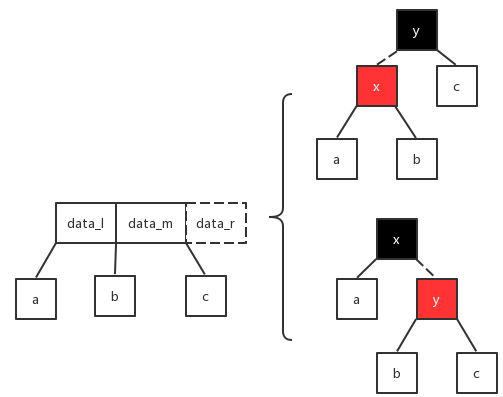 data_l data_m data_r
a b c
y
x c
a b
x
a y
b c